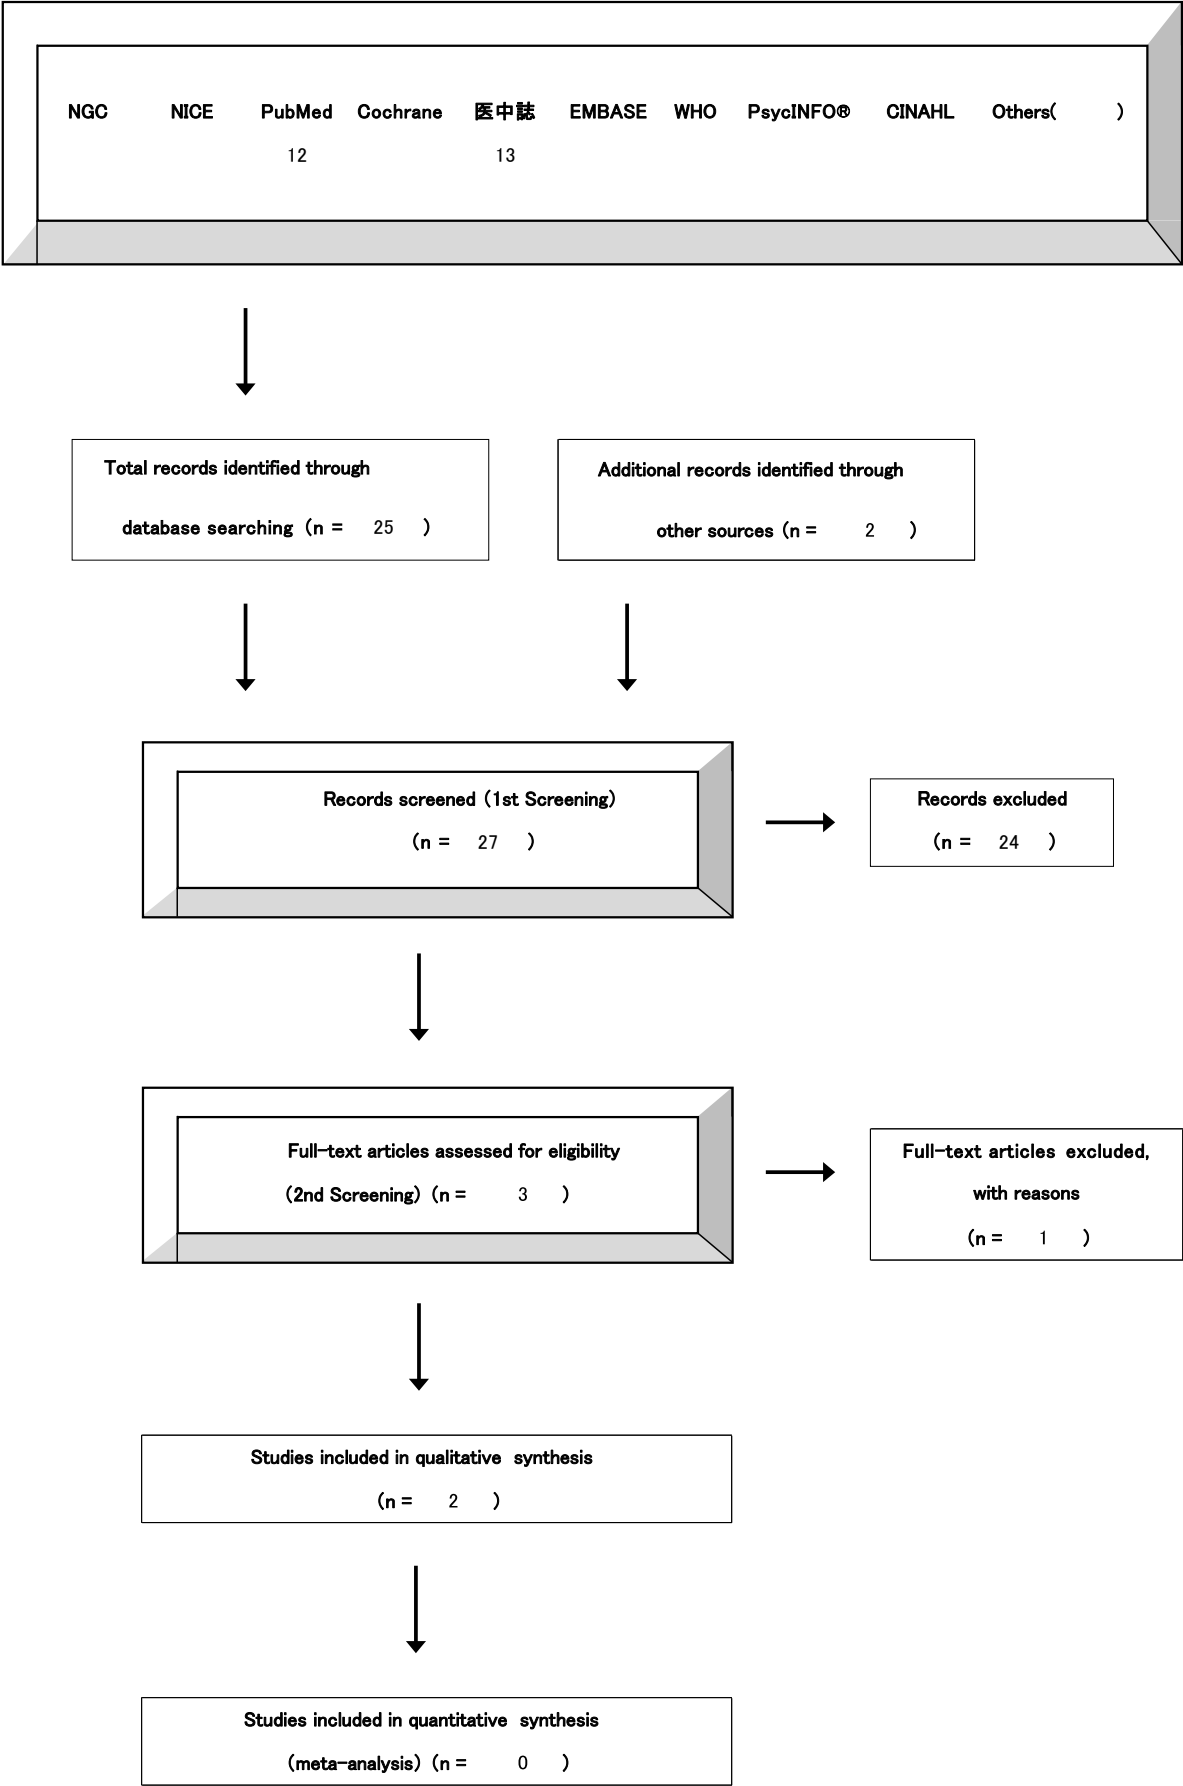 NGC NICE PubMed Cochrane 医中誌 EMBASE WHO PsycINFO® CINAHL Others( )
12 13
Total records identified through
database searching (n = 25 )
Additional records identified through
other sources (n = 2 )
Records screened (1st Screening)
(n = 27 )
Records excluded
(n = 24 )
Full-text articles assessed for eligibility
(2nd Screening) (n = 3 )
Full-text articles excluded,
with reasons
(n = 1 )
Studies included in qualitative synthesis
(n = 2 )
Studies included in quantitative synthesis
(meta-analysis) (n = 0 )